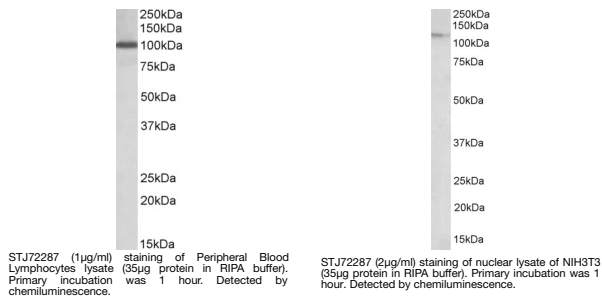 250kDa
150kDa
100kDa
75kDa
50kDa
37kDa
25kDa
20kDa
15kDa
STJ72287 (1µg/ml) staining of Peripheral Blood
Lymphocytes lysate (35µg protein in RIPA buffer).
Primary incubation was 1 hour. Detected by
chemiluminescence.
250kDa
150kDa
100kDa
75kDa
50kDa
37kDa
25kDa
20kDa
15kDa
STJ72287 (2µg/ml) staining of nuclear lysate of NIH3T3
(35µg protein in RIPA buffer). Primary incubation was 1
hour. Detected by chemiluminescence.